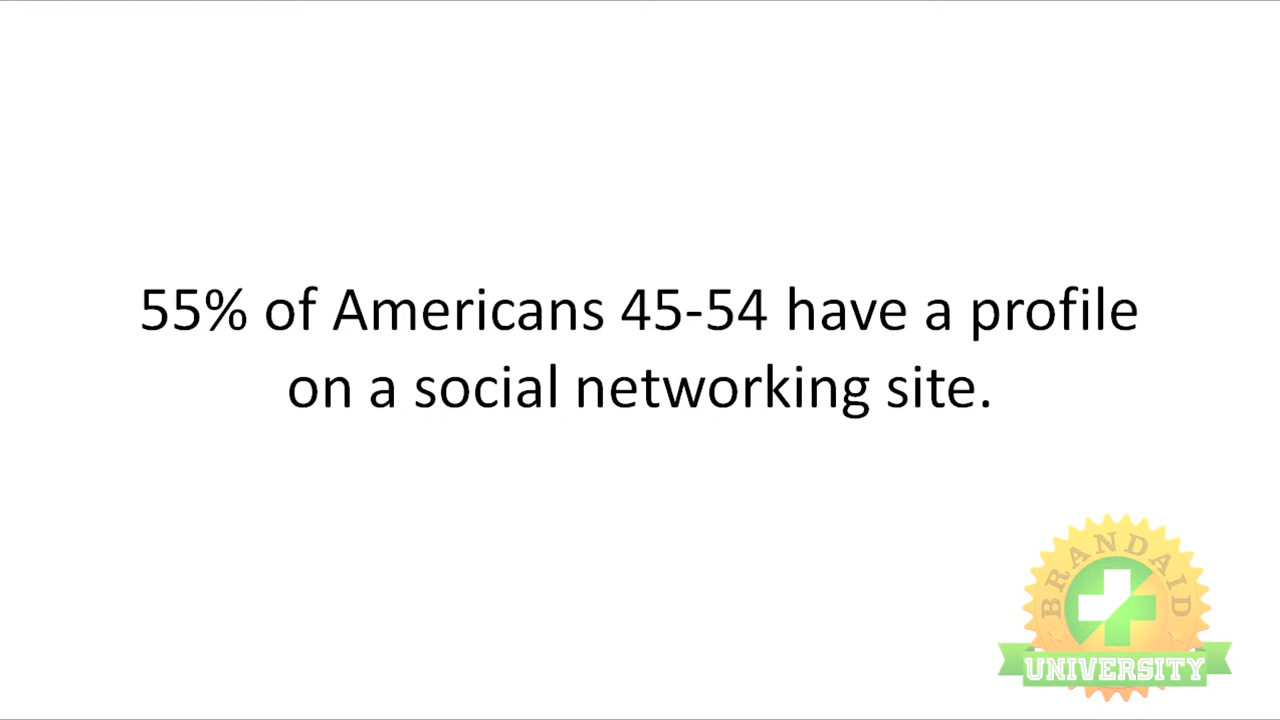 55% of Americans 45-54 have a profile
on a social networking site.
BRANDAID
UNIVERSITY